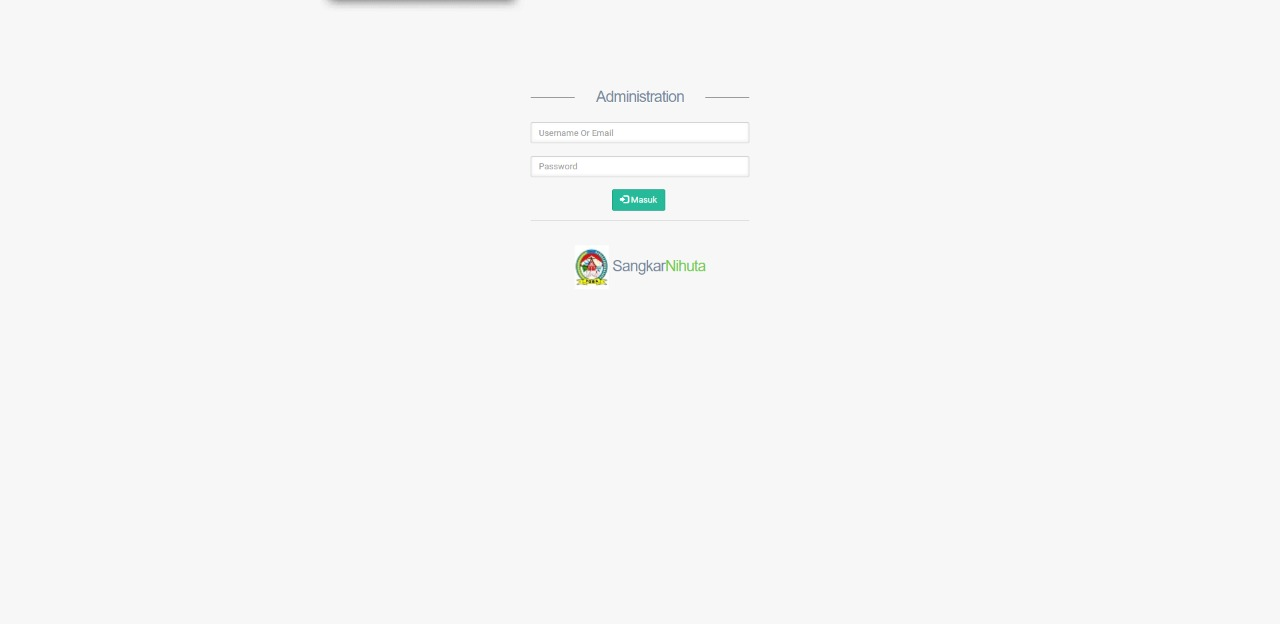 Administration
Username Or Email
Password
Masuk
SangkarNihuta